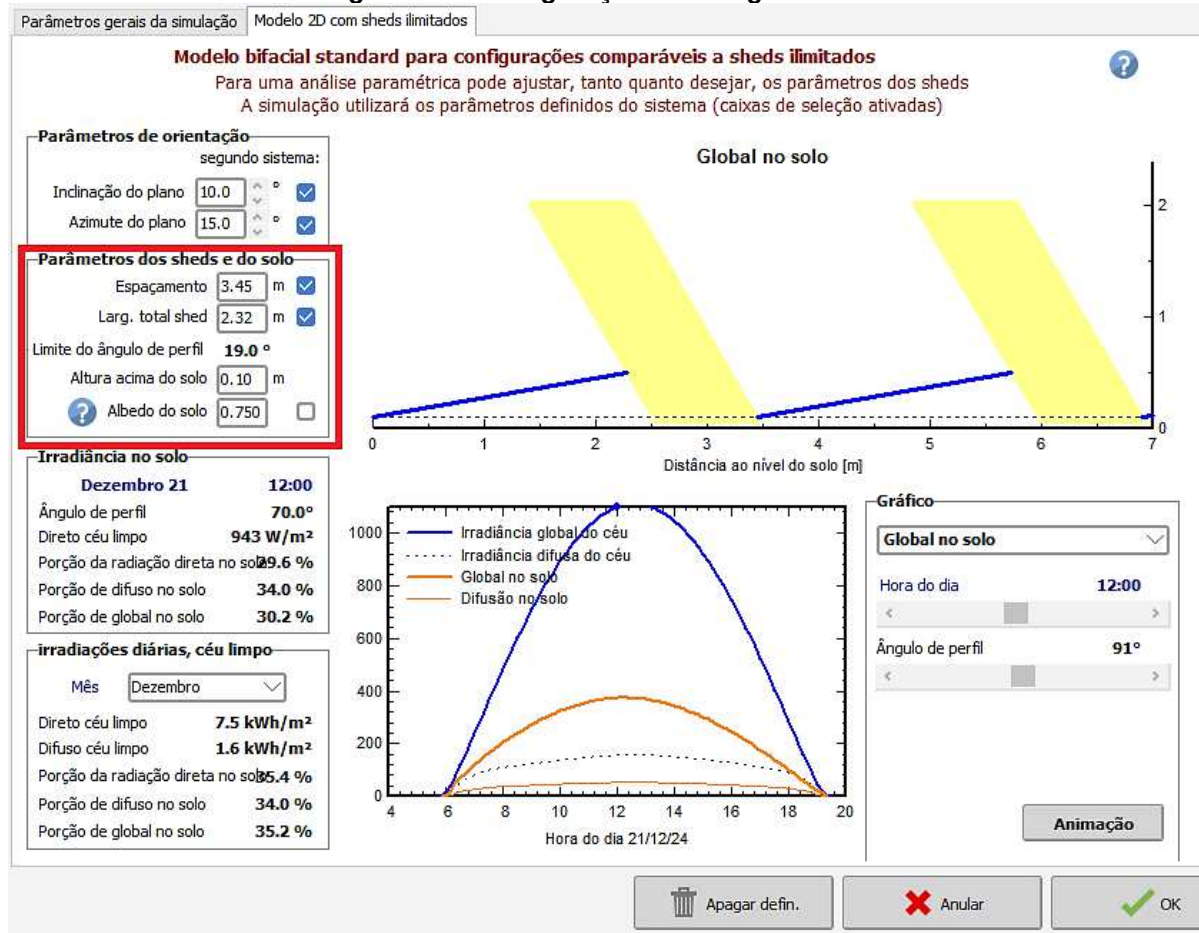 Parâmetros gerais da simulação
Modelo 2D com sheds ilimitados
Modelo bifacial standard para configurações comparáveis a sheds ilimitados
Para uma análise paramétrica pode ajustar, tanto quanto desejar, os parâmetros dos sheds
A simulação utilizará os parâmetros definidos do sistema (caixas de seleção ativadas)
Parâmetros de orientação
segundo sistema:
Inclinação do plano 10.0 °
Azimute do plano 15.0 °
Parâmetros dos sheds e do solo
Espaçamento 3.45 m
Larg. total shed 2.32 m
Limite do ângulo de perfil 19.0 °
Altura acima do solo 0.10 m
Albedo do solo 0.750
Irradiância no solo
Dezembro 21 12:00
Ângulo de perfil 70.0°
Direto céu limpo 943 W/m²
Porção da radiação direta no solo 29.6 %
Porção de difuso no solo 34.0 %
Porção de global no solo 30.2 %
irradiações diárias, céu limpo
Mês Dezembro
Direto céu limpo 7.5 kWh/m²
Difuso céu limpo 1.6 kWh/m²
Porção da radiação direta no solo 35.4 %
Porção de difuso no solo 34.0 %
Porção de global no solo 35.2 %
Global no solo
2
1
0
0 1 2 3 4 5 6 7
Distância ao nível do solo [m]
1000
800
600
400
200
0
Irradiância global do céu
Irradiância difusa do céu
Global no solo
Difusão no solo
4 6 8 10 12 14 16 18 20
Hora do dia 21/12/24
Gráfico
Global no solo
Hora do dia 12:00
Ângulo de perfil 91°
Animação
Apagar defin.
Anular
OK